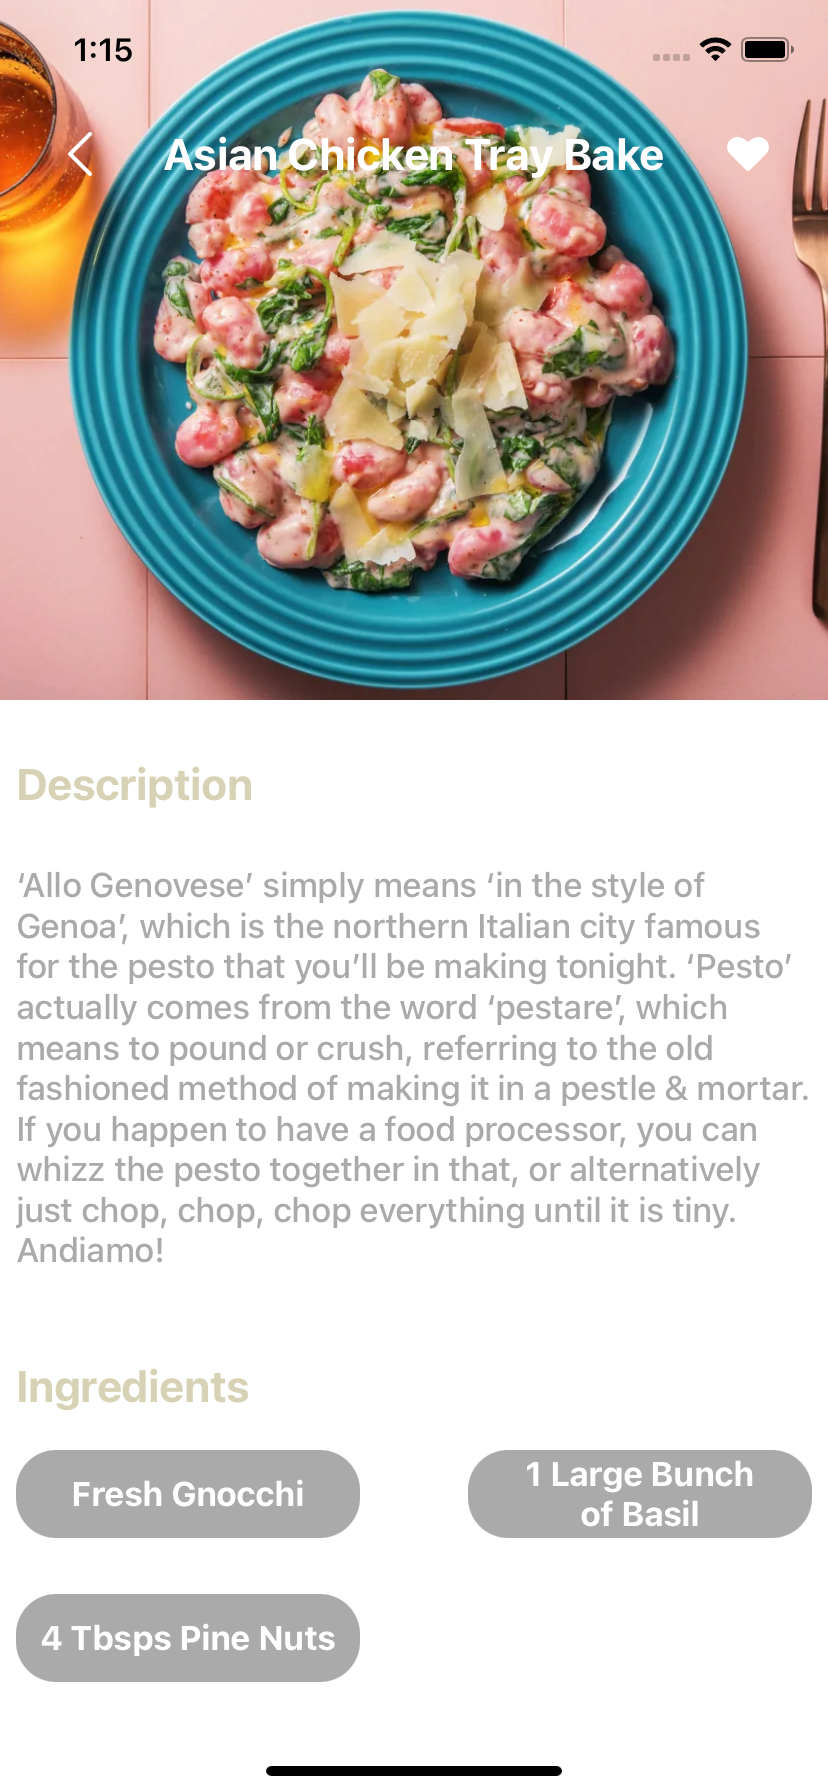 1:15
Asian Chicken Tray Bake
Description
‘Allo Genovese’ simply means ‘in the style of
Genoa’, which is the northern Italian city famous
for the pesto that you’ll be making tonight. ‘Pesto’
actually comes from the word ‘pestare’, which
means to pound or crush, referring to the old
fashioned method of making it in a pestle & mortar.
If you happen to have a food processor, you can
whizz the pesto together in that, or alternatively
just chop, chop, chop everything until it is tiny.
Andiamo!
Ingredients
Fresh Gnocchi
1 Large Bunch
of Basil
4 Tbsps Pine Nuts